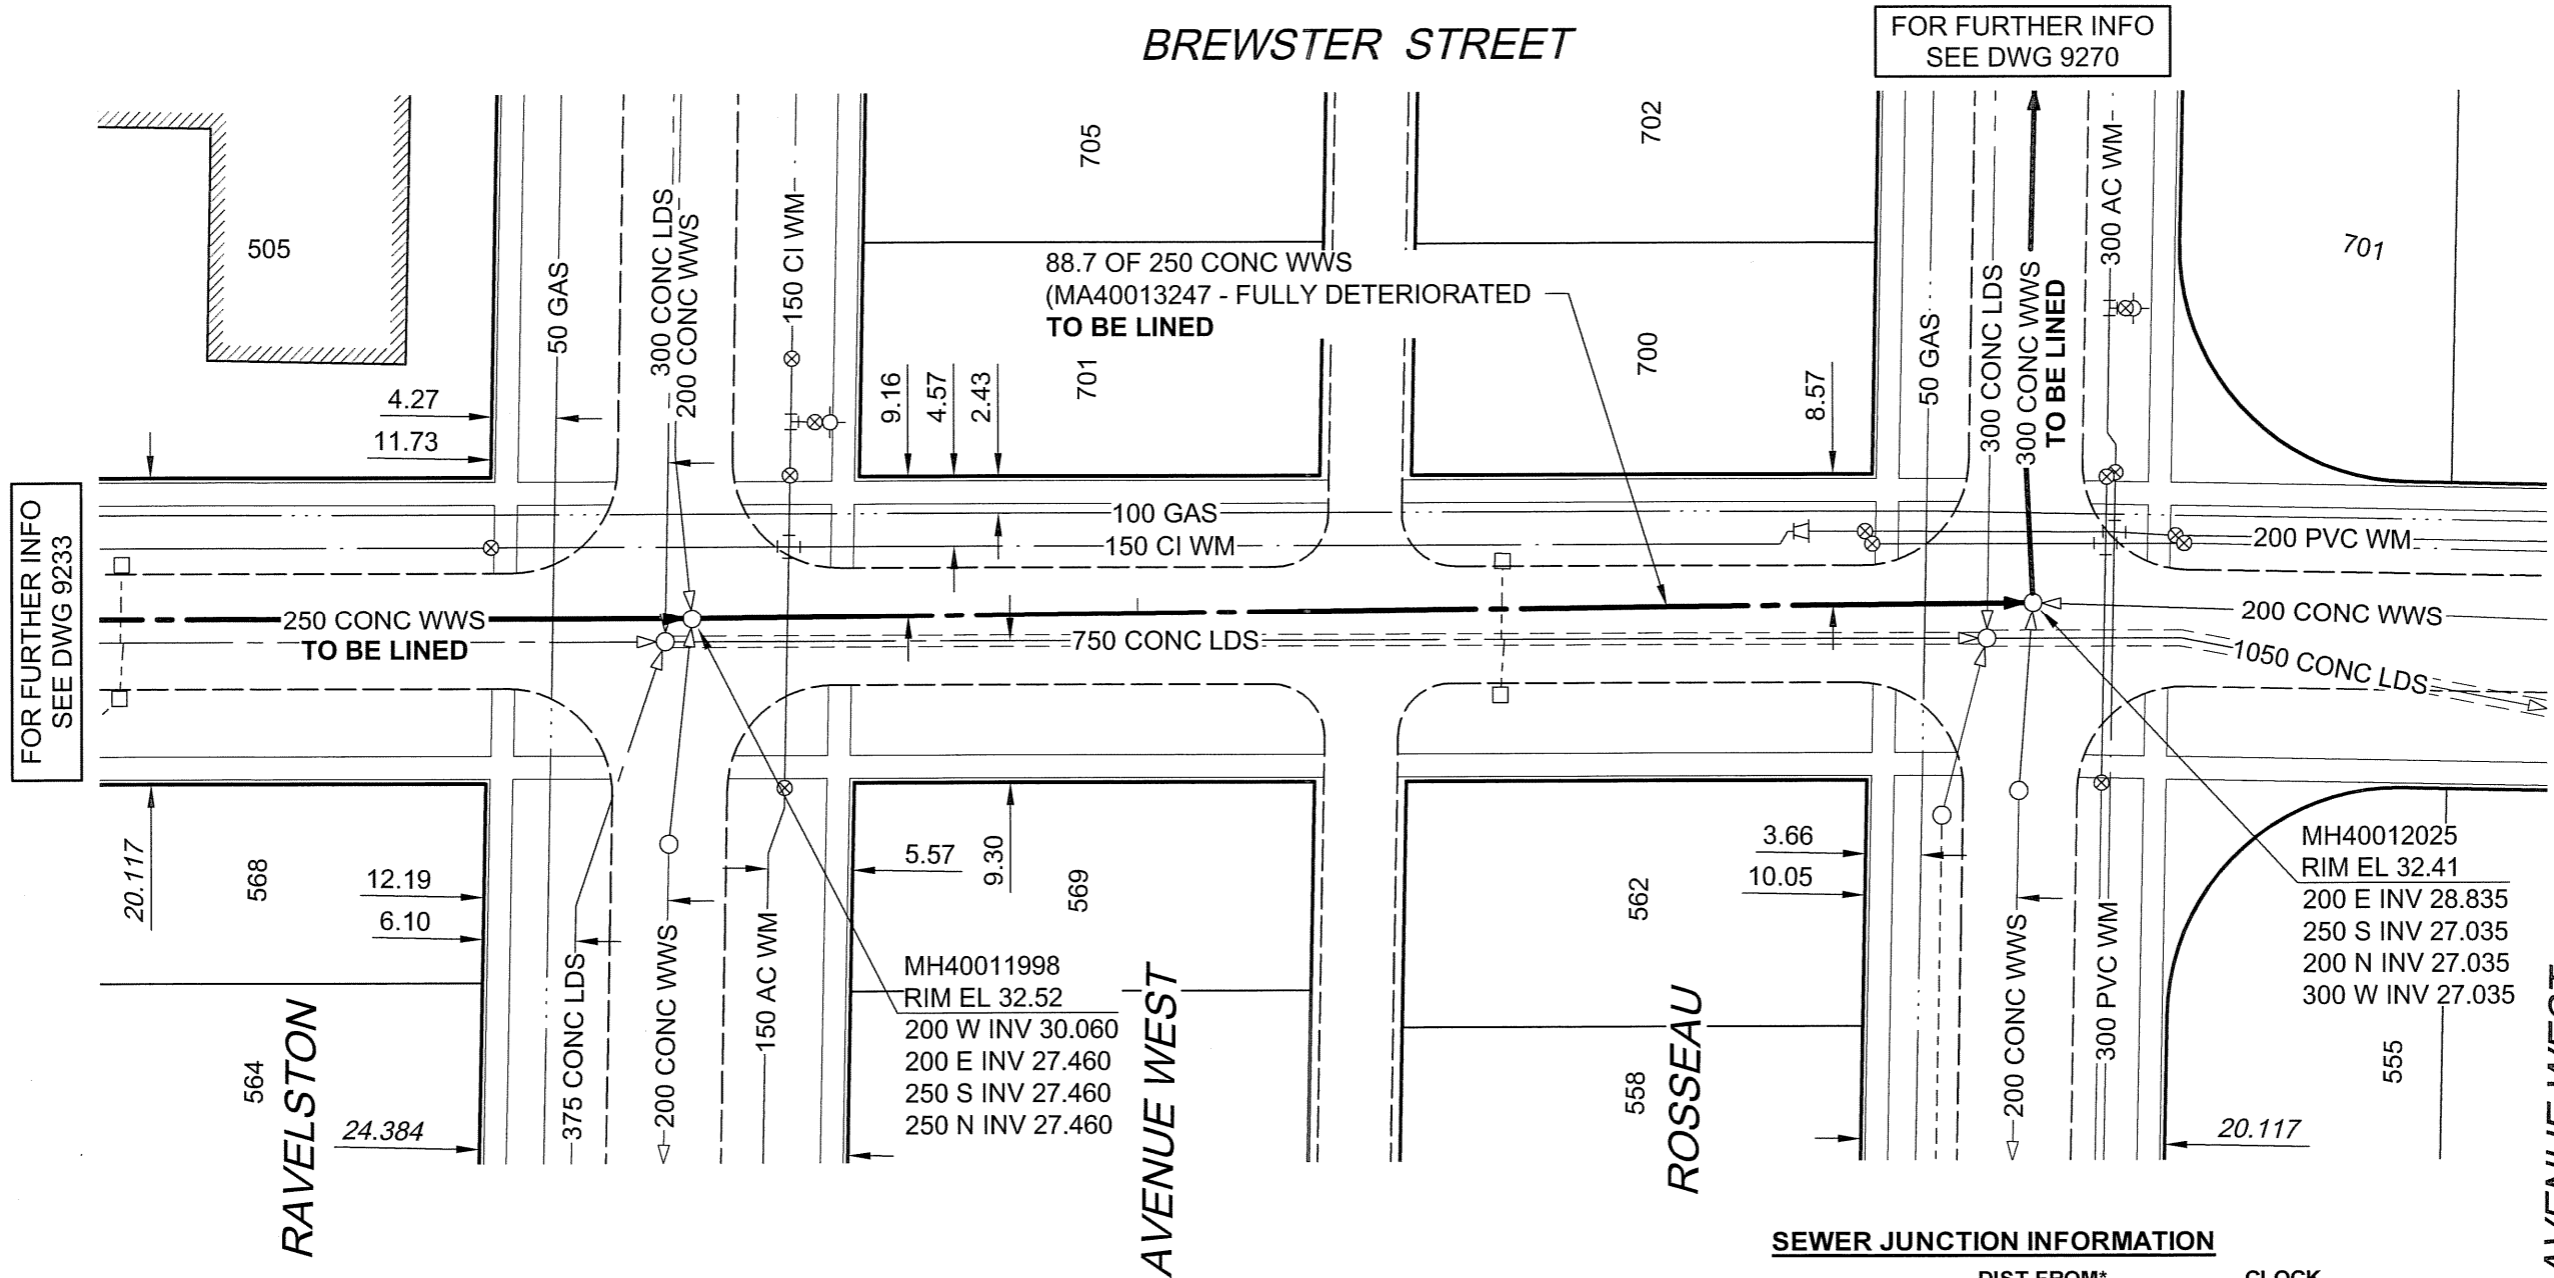 BREWSTER STREET
FOR FURTHER INFO
SEE DWG 9270
505
50 GAS
300 CONC LDS
200 CONC WWS
150 CI WM
705
702
50 GAS
300 CONC LDS
300 CONC WWS
TO BE LINED
300 AC WM
701
88.7 OF 250 CONC WWS
(MA40013247 - FULLY DETERIORATED
TO BE LINED
4.27
11.73
9.16
4.57
2.43
701
700
8.57
FOR FURTHER INFO
SEE DWG 9233
100 GAS
150 CI WM
200 PVC WM
250 CONC WWS
TO BE LINED
750 CONC LDS
200 CONC WWS
1050 CONC LDS
20.117
568
12.19
6.10
5.57
9.30
569
3.66
10.05
562
MH40012025
RIM EL 32.41
200 E INV 28.835
250 S INV 27.035
200 N INV 27.035
300 W INV 27.035
MH40011998
RIM EL 32.52
200 W INV 30.060
200 E INV 27.460
250 S INV 27.460
250 N INV 27.460
375 CONC LDS
200 CONC WWS
150 AC WM
200 CONC WWS
300 PVC WM
564
24.384
RAVELSTON
AVENUE WEST
558
ROSSEAU
555
20.117
AVENUE WEST
SEWER JUNCTION INFORMATION
DIST FROM*
CLOCK